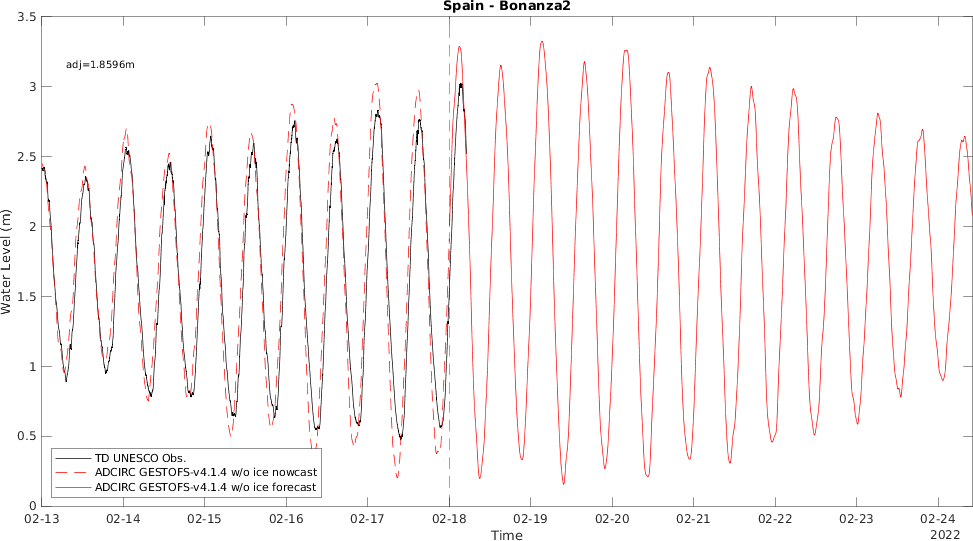 Spain - Bonanza2
adj=1.8596m
Water Level (m)
3.5
3
2.5
2
1.5
1
0.5
0
TD UNESCO Obs.
ADCIRC GESTOFS-v4.1.4 w/o ice nowcast
ADCIRC GESTOFS-v4.1.4 w/o ice forecast
02-13 02-14 02-15 02-16 02-17 02-18 02-19 02-20 02-21 02-22 02-23 02-24
Time
2022